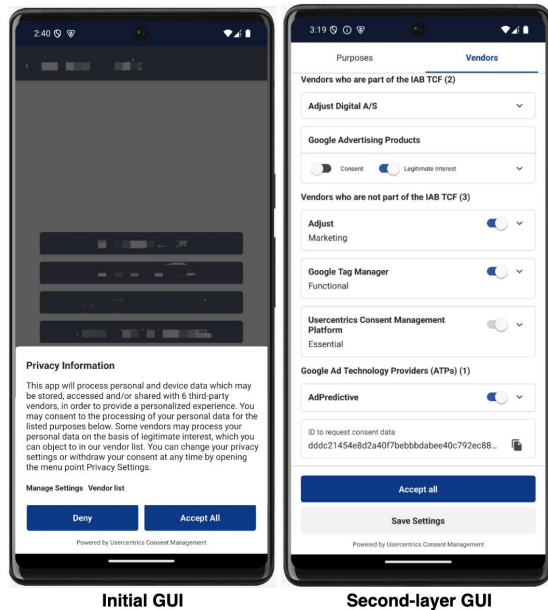 2:40
Privacy Information
This app will process personal and device data which may
be stored, accessed and/or shared with 6 third-party
vendors, in order to provide a personalized experience. You
may consent to the processing of your personal data for the
listed purposes below. Some vendors may process your
personal data on the basis of legitimate interest, which you
can object to in our vendor list. You can change your privacy
settings or withdraw your consent at any time by opening
the menu point Privacy Settings.
Manage Settings Vendor list
Deny Accept All
Powered by Usercentrics Consent Management
Initial GUI
3:19
Purposes Vendors
Vendors who are part of the IAB TCF (2)
Adjust Digital A/S
Google Advertising Products
Consent Legitimate Interest
Vendors who are not part of the IAB TCF (3)
Adjust
Marketing
Google Tag Manager
Functional
Usercentrics Consent Management
Platform
Essential
Google Ad Technology Providers (ATPs) (1)
AdPredictive
ID to request consent data
dddc21454e8d2a40f7bebbbdabee40c792ec88...
Accept all
Save Settings
Powered by Usercentrics Consent Management
Second-layer GUI